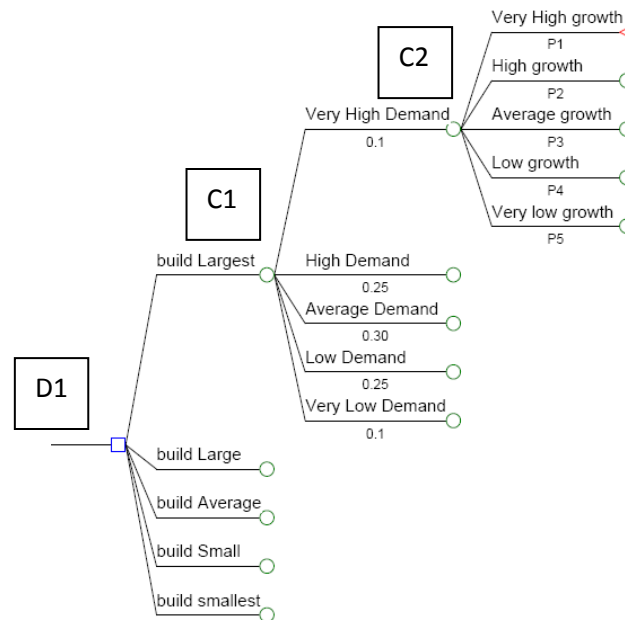 Very High growth
P1
C2
High growth
P2
Very High Demand
0.1
Average growth
P3
Low growth
P4
Very low growth
P5
C1
build Largest
High Demand
0.25
Average Demand
0.30
Low Demand
0.25
Very Low Demand
0.1
D1
build Large
build Average
build Small
build smallest